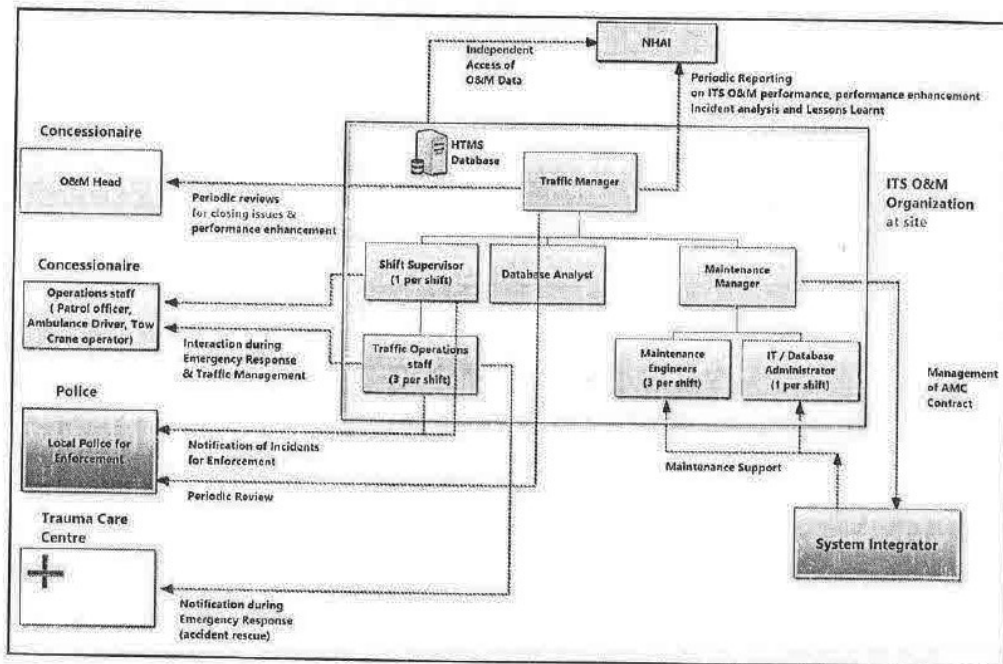 NHAI
Independent
Access of
O&M Data
Periodic Reporting
on ITS O&M performance, performance enhancement
Incident analysis and Lessons Learnt
Concessionaire
O&M Head
HTMS
Database
Traffic Manager
ITS O&M
Organization
at site
Periodic reviews
for closing issues &
performance enhancement
Concessionaire
Operations staff
( Patrol officer,
Ambulance Driver, Tow
Crane operator)
Shift Supervisor
(1 per shift)
Database Analyst
Maintenance
Manager
Interaction during
Emergency Response
& Traffic Management
Traffic Operations
staff
(3 per shift)
Maintenance
Engineers
(3 per shift)
IT / Database
Administrator
(1 per shift)
Management
of AMC
Contract
Police
Local Police for
Enforcement
Notification of Incidents
for Enforcement
Maintenance Support
Periodic Review
Trauma Care
Centre
System Integrator
Notification during
Emergency Response
(accident rescue)